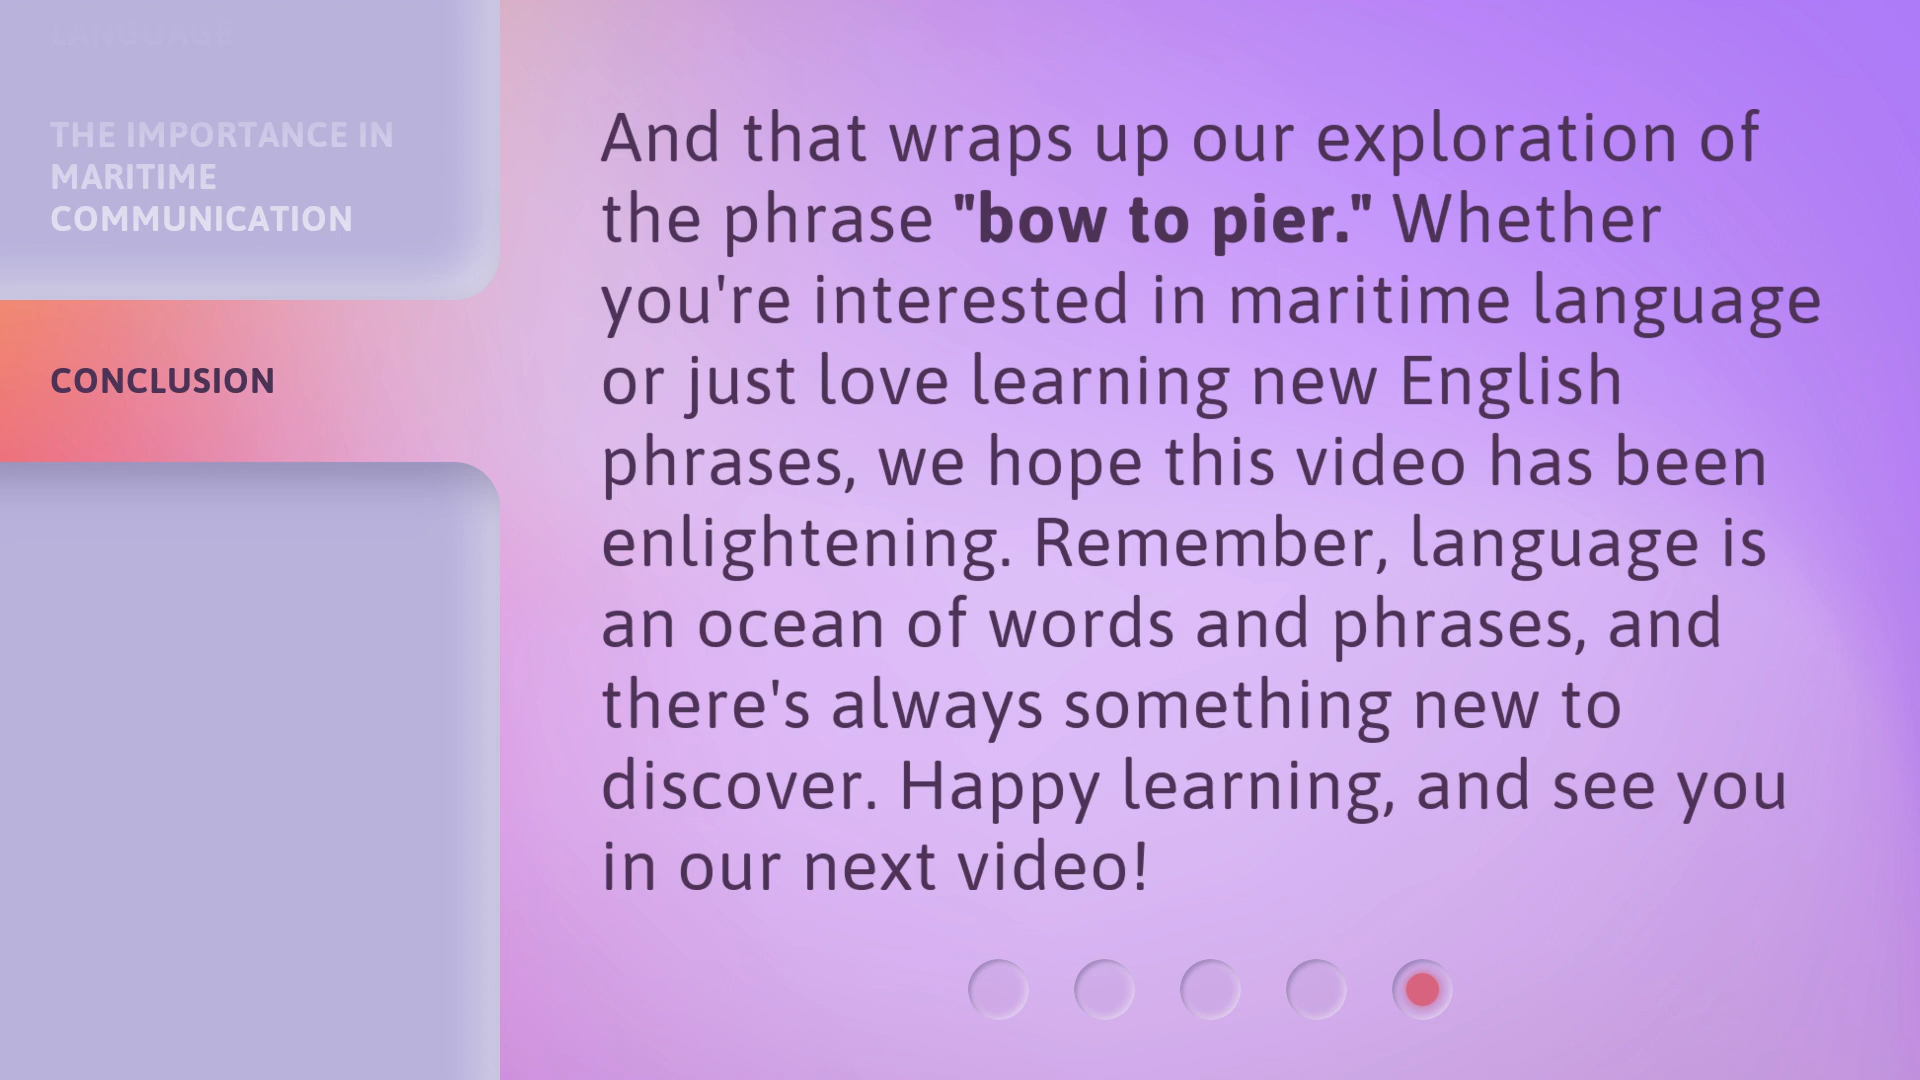 LANGUAGE
THE IMPORTANCE IN
MARITIME
COMMUNICATION
CONCLUSION
And that wraps up our exploration of
the phrase "bow to pier." Whether
you're interested in maritime language
or just love learning new English
phrases, we hope this video has been
enlightening. Remember, language is
an ocean of words and phrases, and
there's always something new to
discover. Happy learning, and see you
in our next video!